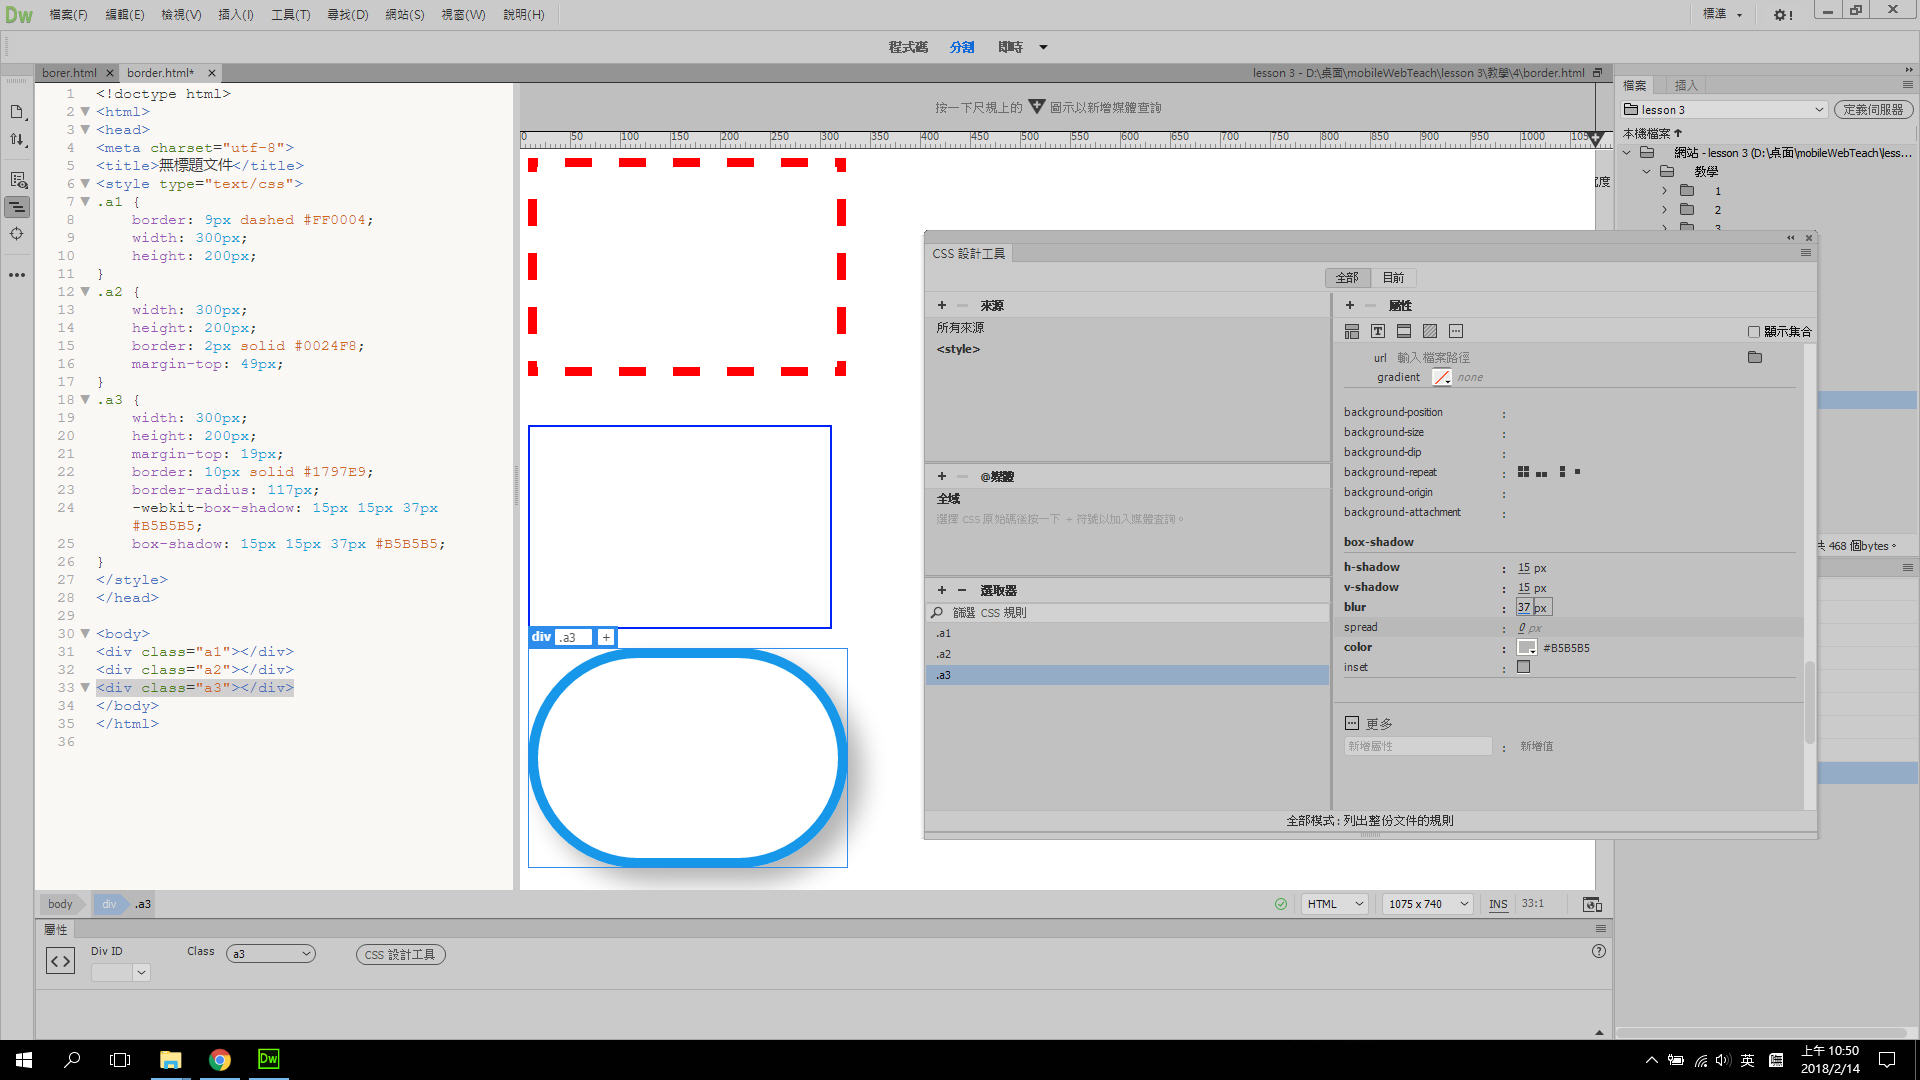 Dw 檔案(F) 編輯(E) 檢視(V) 插入(I) 工具(T) 尋找(D) 網站(S) 視窗(W) 說明(H) 標準
程式碼 分割 即時
borer.html border.html* lesson 3 - D:\桌面\mobileWebTeach\lesson 3\教學\4\border.html
按一下尺規上的 圖示以新增媒體查詢
0 50 100 150 200 250 300 350 400 450 500 550 600 650 700 750 800 850 900 950 1000
1 <!doctype html>
2 <html>
3 <head>
4 <meta charset="utf-8">
5 <title>無標題文件</title>
6 <style type="text/css">
7 .a1 {
8 border: 9px dashed #FF0004;
9 width: 300px;
10 height: 200px;
11 }
12 .a2 {
13 width: 300px;
14 height: 200px;
15 border: 2px solid #0024F8;
16 margin-top: 49px;
17 }
18 .a3 {
19 width: 300px;
20 height: 200px;
21 margin-top: 19px;
22 border: 10px solid #1797E9;
23 border-radius: 117px;
24 -webkit-box-shadow: 15px 15px 37px
#B5B5B5;
25 box-shadow: 15px 15px 37px #B5B5B5;
26 }
27 </style>
28 </head>
29
30 <body>
31 <div class="a1"></div>
32 <div class="a2"></div>
33 <div class="a3"></div>
34 </body>
35 </html>
36
div .a3 +
CSS 設計工具
全部 目前
+ 來源
所有來源
<style>
+ @媒體
全域
選擇 CSS 原始碼後按一下 + 符號以加入媒體查詢。
+ − 選取器
篩選 CSS 規則
.a1
.a2
.a3
+ 屬性
顯示集合
url 輸入檔案路徑
gradient none
background-position :
background-size :
background-clip :
background-repeat
background-origin :
background-attachment :
box-shadow
h-shadow : 15 px
v-shadow : 15 px
blur : 37 px
spread : 0 px
color : #B5B5B5
inset :
更多
新增屬性 : 新增值
全部模式 : 列出整份文件的規則
檔案 插入
lesson 3 定義伺服器
本機檔案
網站 - lesson 3 (D:\桌面\mobileWebTeach\less...
教學
1
2
3
共 468 個bytes。
body div .a3 HTML 1075 x 740 INS 33:1
屬性
Div ID Class a3 CSS 設計工具
Dw 英 上午 10:50
2018/2/14